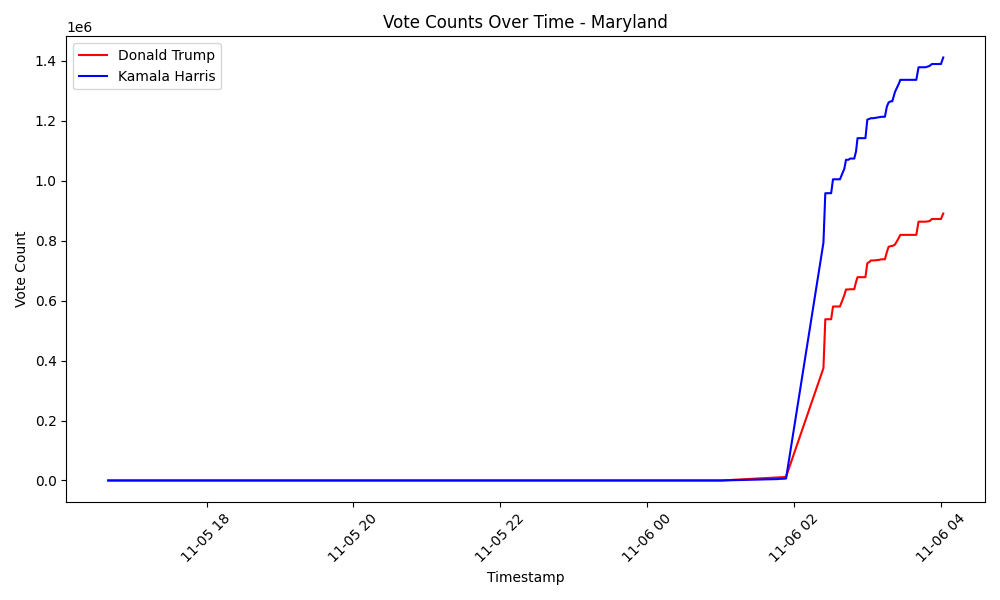 Vote Counts Over Time - Maryland
1e6
Donald Trump
Kamala Harris
1.4
1.2
1.0
0.8
0.6
0.4
0.2
0.0
Vote Count
11-05 18
11-05 20
11-05 22
11-06 00
11-06 02
11-06 04
Timestamp